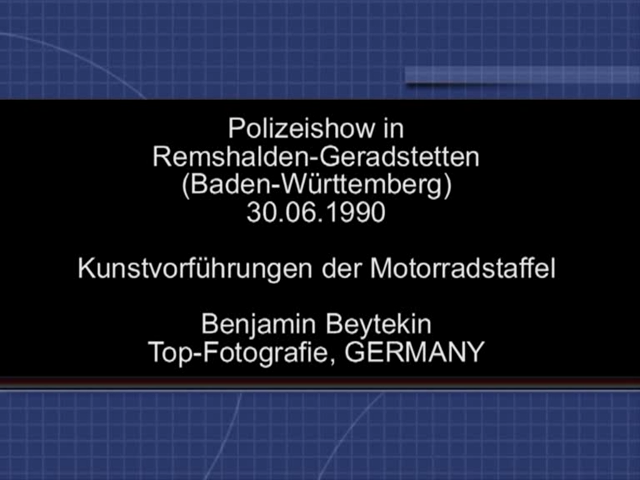 Polizeishow in
Remshalden-Geradstetten
(Baden-Württemberg)
30.06.1990
Kunstvorführungen der Motorradstaffel
Benjamin Beytekin
Top-Fotografie, GERMANY